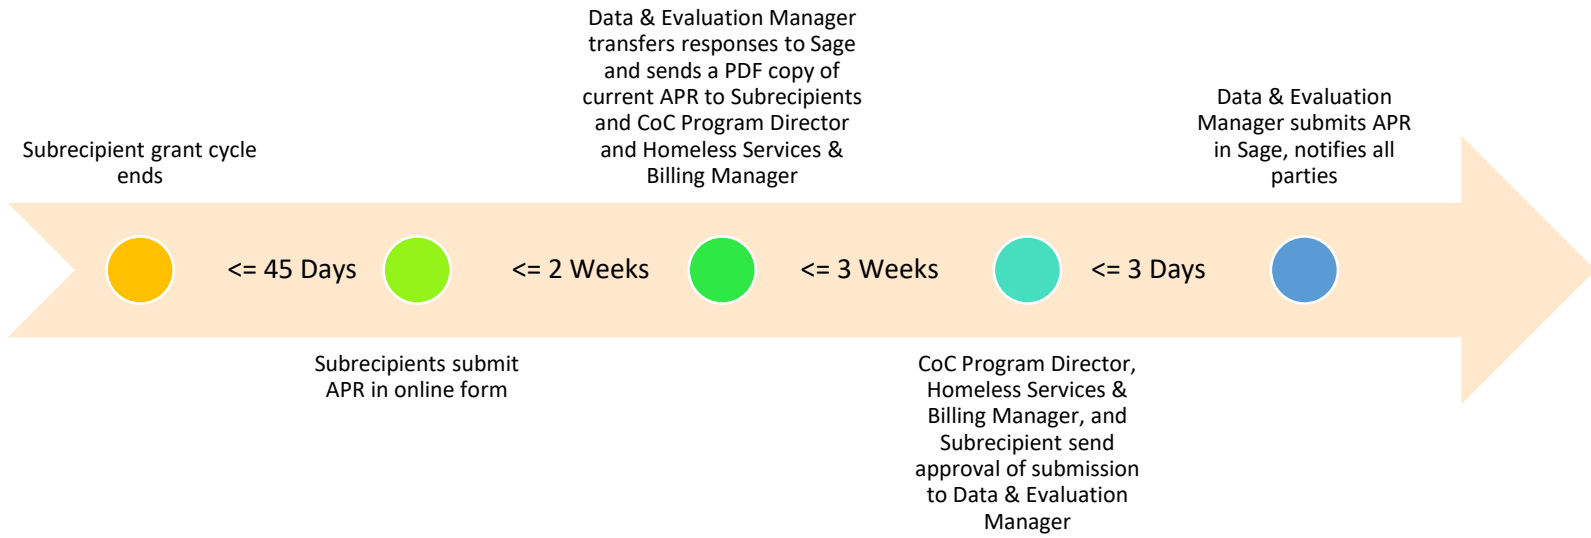 Subrecipient grant cycle
ends
<= 45 Days
Subrecipients submit
APR in online form
<= 2 Weeks
Data & Evaluation Manager
transfers responses to Sage
and sends a PDF copy of
current APR to Subrecipients
and CoC Program Director
and Homeless Services &
Billing Manager
<= 3 Weeks
CoC Program Director,
Homeless Services &
Billing Manager, and
Subrecipient send
approval of submission
to Data & Evaluation
Manager
<= 3 Days
Data & Evaluation
Manager submits APR
in Sage, notifies all
parties